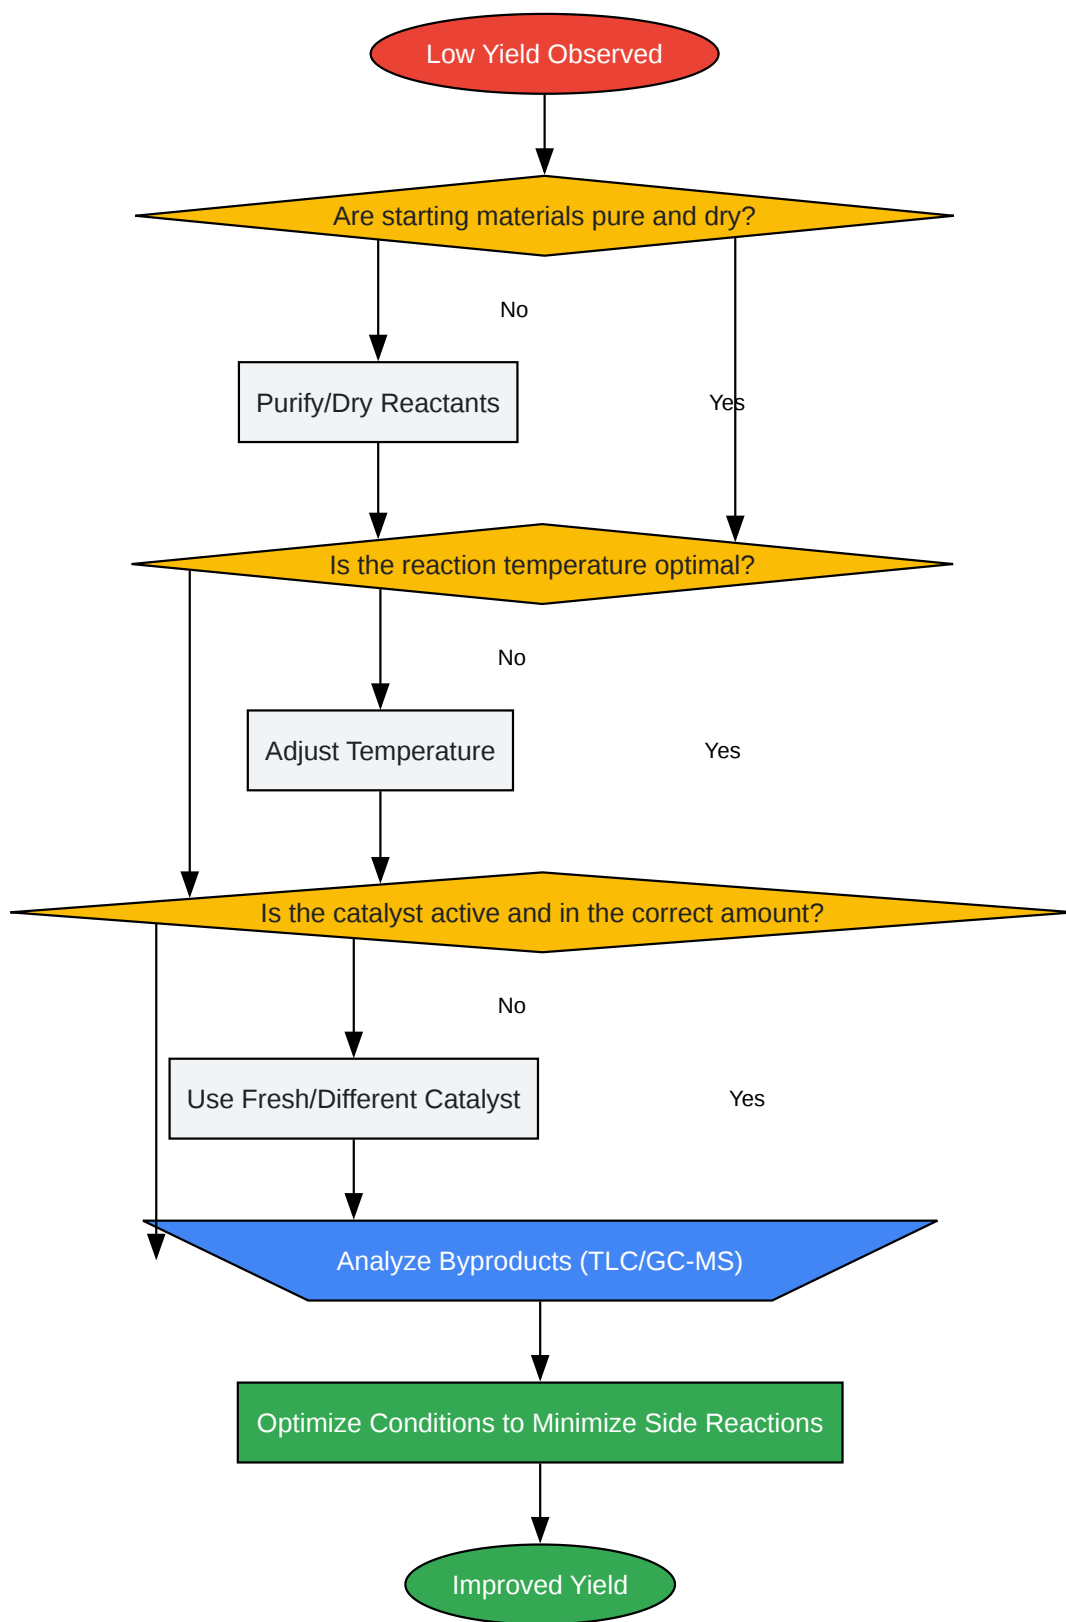 Low Yield Observed
Are starting materials pure and dry?
No
Purify/Dry Reactants
Yes
Is the reaction temperature optimal?
No
Adjust Temperature
Yes
Is the catalyst active and in the correct amount?
No
Use Fresh/Different Catalyst
Yes
Analyze Byproducts (TLC/GC-MS)
Optimize Conditions to Minimize Side Reactions
Improved Yield